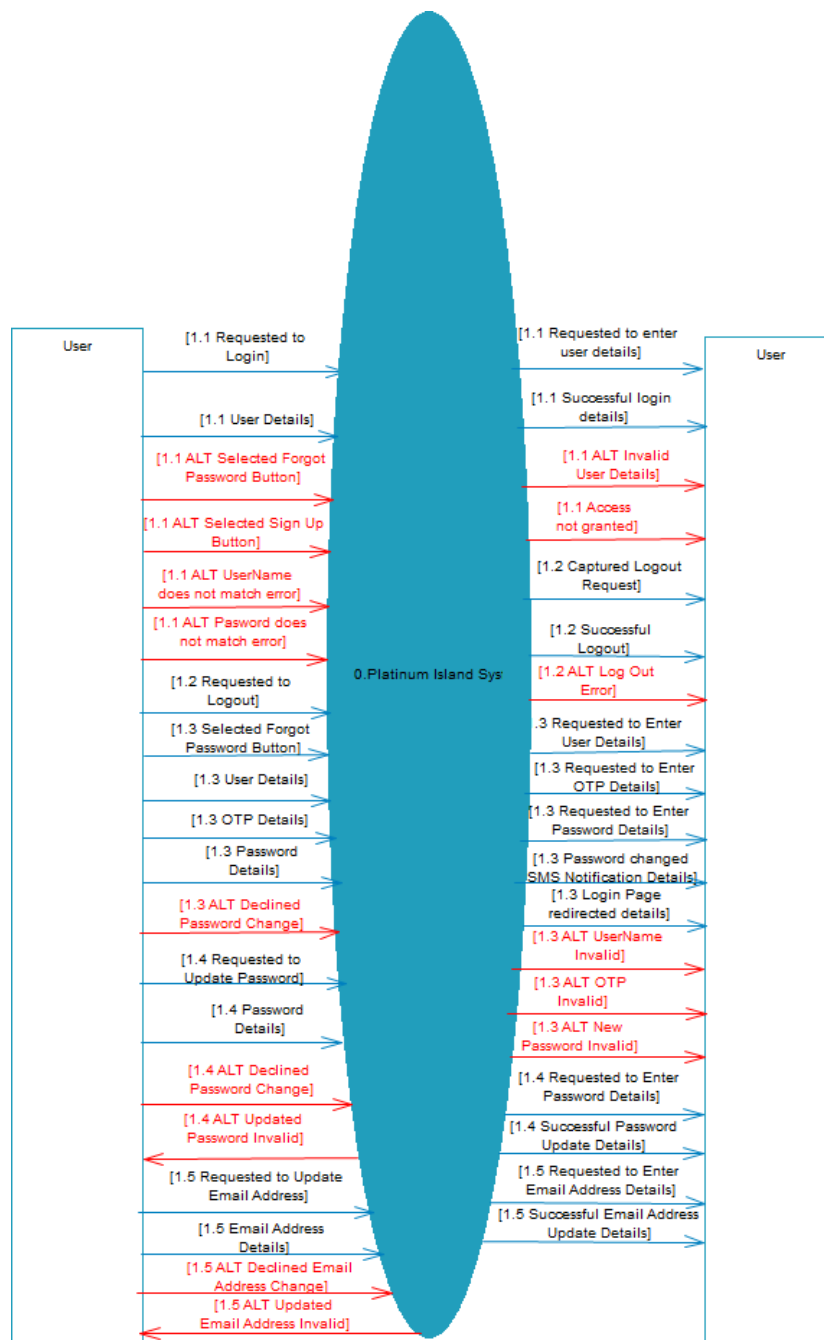 User
[1.1 Requested to
Login]
[1.1 User Details]
[1.1 ALT Selected Forgot
Password Button]
[1.1 ALT Selected Sign Up
Button]
[1.1 ALT UserName
does not match error]
[1.1 ALT Pasword does
not match error]
[1.2 Requested to
Logout]
[1.3 Selected Forgot
Password Button]
[1.3 User Details]
[1.3 OTP Details]
[1.3 Password
Details]
[1.3 ALT Declined
Password Change]
[1.4 Requested to
Update Password]
[1.4 Password
Details]
[1.4 ALT Declined
Password Change]
[1.4 ALT Updated
Password Invalid]
[1.5 Requested to Update
Email Address]
[1.5 Email Address
Details]
[1.5 ALT Declined Email
Address Change]
[1.5 ALT Updated
Email Address Invalid]
0.Platinum Island Sys
User
[1.1 Requested to enter
user details]
[1.1 Successful login
details]
[1.1 ALT Invalid
User Details]
[1.1 Access
not granted]
[1.2 Captured Logout
Request]
[1.2 Successful
Logout]
[1.2 ALT Log Out
Error]
.3 Requested to Enter
User Details]
[1.3 Requested to Enter
OTP Details]
[1.3 Requested to Enter
Password Details]
[1.3 Password changed
SMS Notification Details]
[1.3 Login Page
redirected details]
[1.3 ALT UserName
Invalid]
[1.3 ALT OTP
Invalid]
[1.3 ALT New
Password Invalid]
[1.4 Requested to Enter
Password Details]
[1.4 Successful Password
Update Details]
[1.5 Requested to Enter
Email Address Details]
[1.5 Successful Email Address
Update Details]